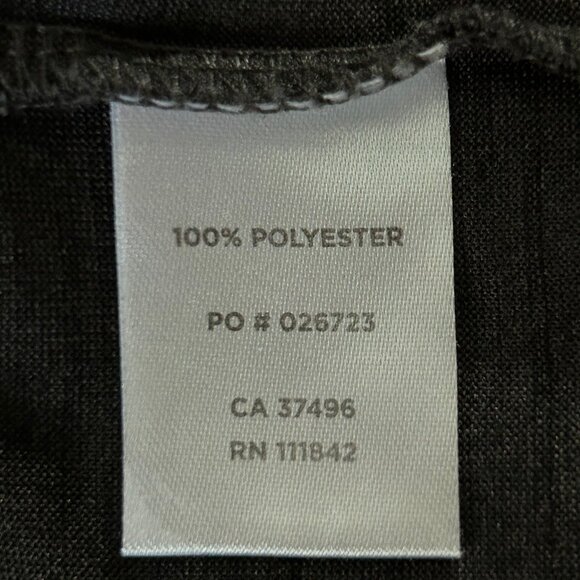 100% POLYESTER
PO # 026723
CA 37496
RN 111842